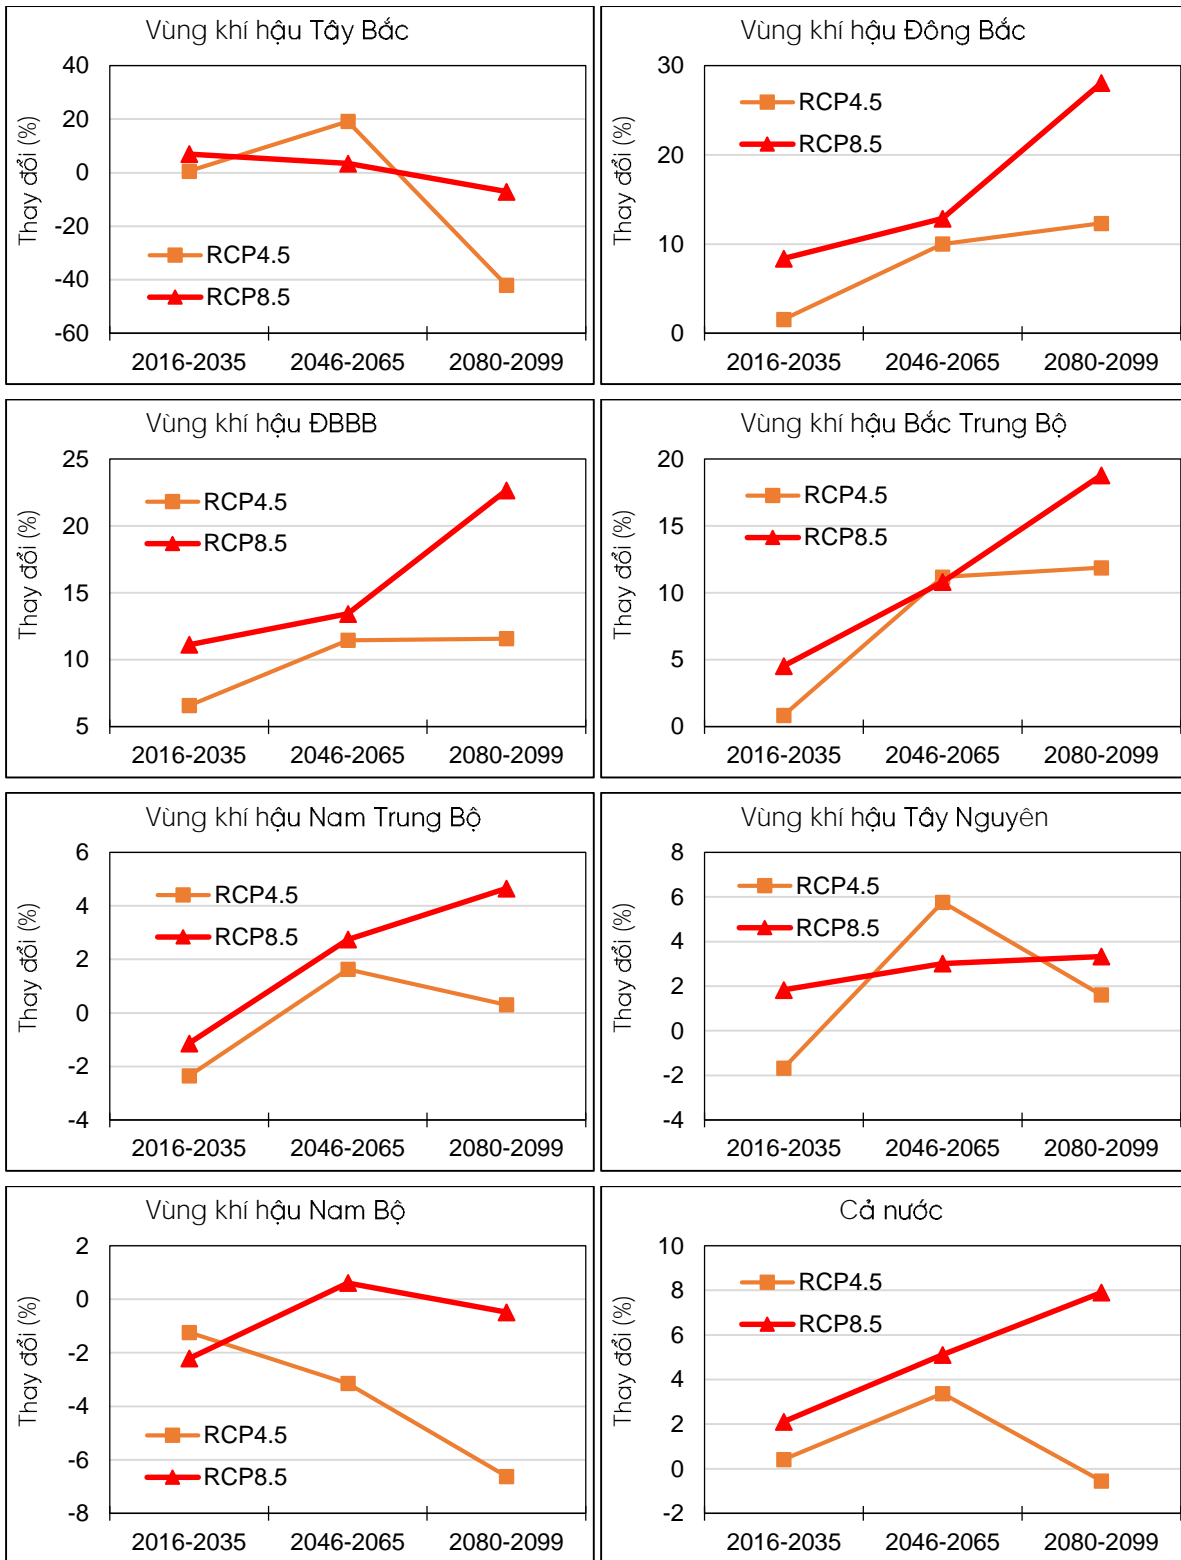 Vùng khí hậu Tây Bắc
Thay đổi (%)
40
20
0
-20
-40
-60
RCP4.5
RCP8.5
2016-2035 2046-2065 2080-2099
Vùng khí hậu Đông Bắc
Thay đổi (%)
30
20
10
0
RCP4.5
RCP8.5
2016-2035 2046-2065 2080-2099
Vùng khí hậu ĐBBB
Thay đổi (%)
25
20
15
10
5
RCP4.5
RCP8.5
2016-2035 2046-2065 2080-2099
Vùng khí hậu Bắc Trung Bộ
Thay đổi (%)
20
15
10
5
0
RCP4.5
RCP8.5
2016-2035 2046-2065 2080-2099
Vùng khí hậu Nam Trung Bộ
Thay đổi (%)
6
4
2
0
-2
-4
RCP4.5
RCP8.5
2016-2035 2046-2065 2080-2099
Vùng khí hậu Tây Nguyên
Thay đổi (%)
8
6
4
2
0
-2
-4
RCP4.5
RCP8.5
2016-2035 2046-2065 2080-2099
Vùng khí hậu Nam Bộ
Thay đổi (%)
2
0
-2
-4
-6
-8
RCP4.5
RCP8.5
2016-2035 2046-2065 2080-2099
Cả nước
Thay đổi (%)
10
8
6
4
2
0
-2
RCP4.5
RCP8.5
2016-2035 2046-2065 2080-2099